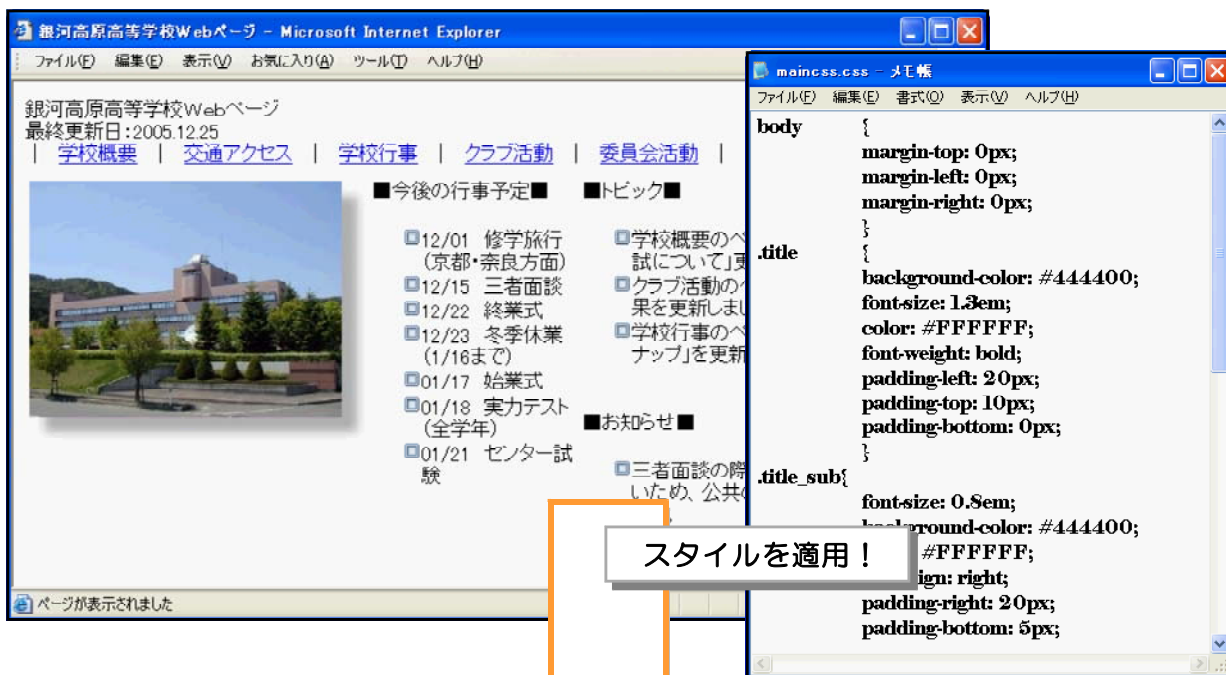 銀河高原高等学校Webページ - Microsoft Internet Explorer
ファイル(F) 編集(E) 表示(V) お気に入り(A) ツール(T) ヘルプ(H)
銀河高原高等学校Webページ
最終更新日:2005.12.25
| 学校概要 | 交通アクセス | 学校行事 | クラブ活動 | 委員会活動 |
■今後の行事予定■
12/01 修学旅行
(京都・奈良方面)
12/15 三者面談
12/22 終業式
12/23 冬季休業
(1/16まで)
01/17 始業式
01/18 実力テスト
(全学年)
01/21 センター試
験
■トピック■
学校概要のペ
試について」更
クラブ活動の
果を更新しまし
学校行事のペ
ナップ」を更新
■お知らせ■
三者面談の際
いため、公共の
ページが表示されました
maincss.css - メモ帳
ファイル(F) 編集(E) 書式(O) 表示(V) ヘルプ(H)
body {
margin-top: 0px;
margin-left: 0px;
margin-right: 0px;
}
.title {
background-color: #444400;
font-size: 1.3em;
color: #FFFFFF;
font-weight: bold;
padding-left: 20px;
padding-top: 10px;
padding-bottom: 0px;
}
.title_sub{
font-size: 0.8em;
background-color: #444400;
#FFFFFF;
ign: right;
padding-right: 20px;
padding-bottom: 5px;
スタイルを適用！